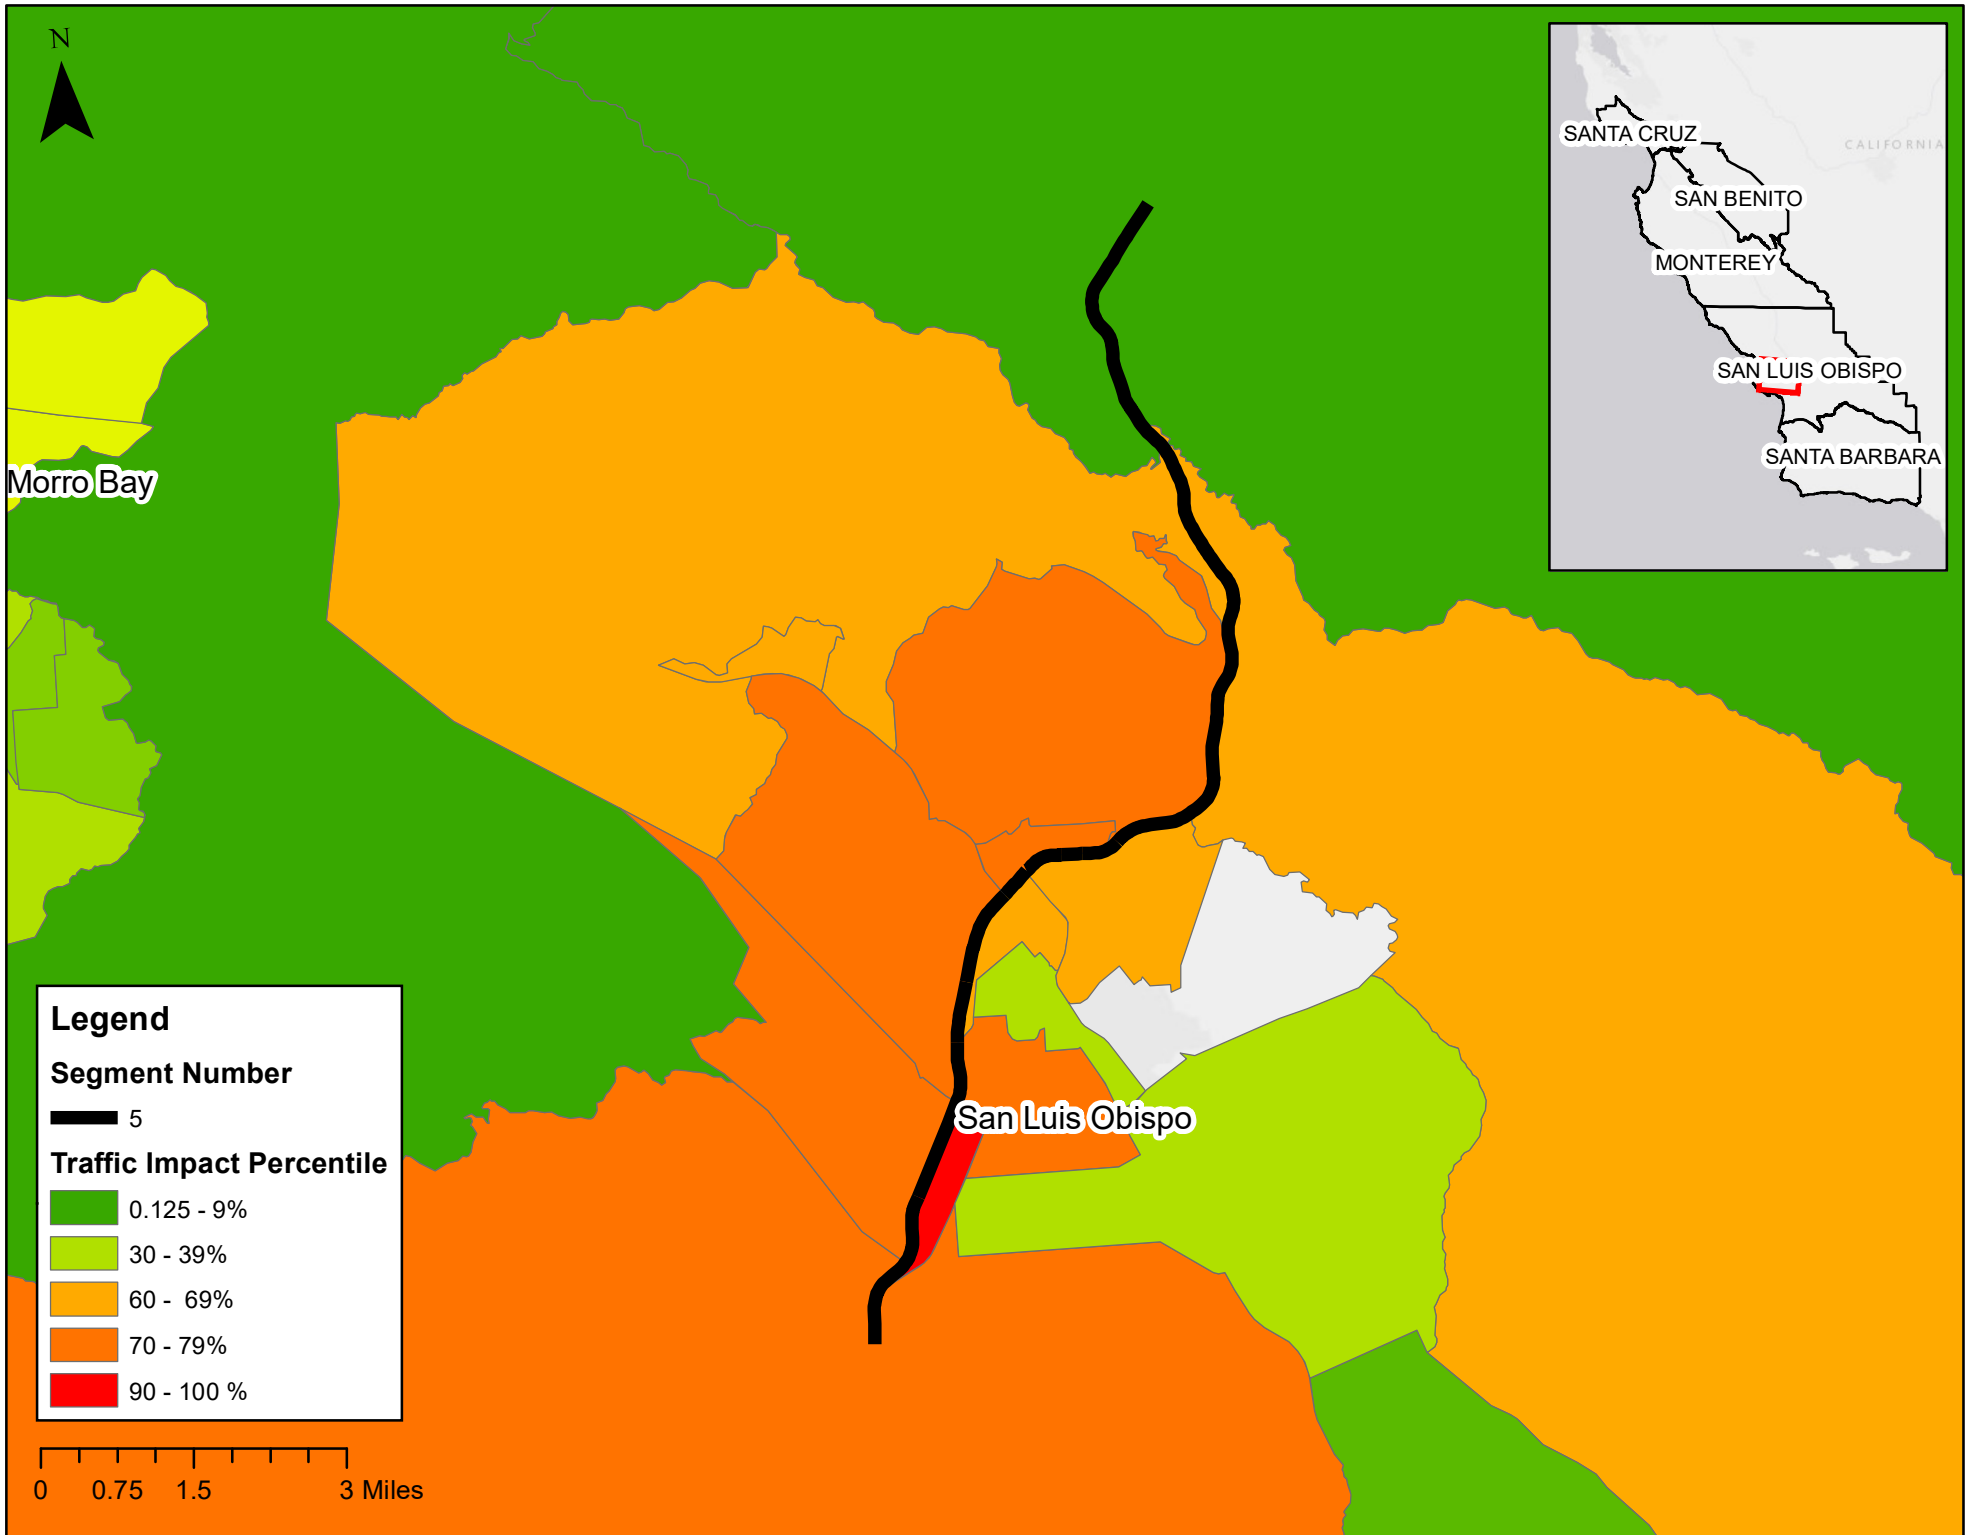 N
SANTA CRUZ
CALIFORNIA
SAN BENITO
MONTEREY
SAN LUIS OBISPO
SANTA BARBARA
Morro Bay
San Luis Obispo
Legend
Segment Number
5
Traffic Impact Percentile
0.125 - 9%
30 - 39%
60 - 69%
70 - 79%
90 - 100 %
0 0.75 1.5 3 Miles